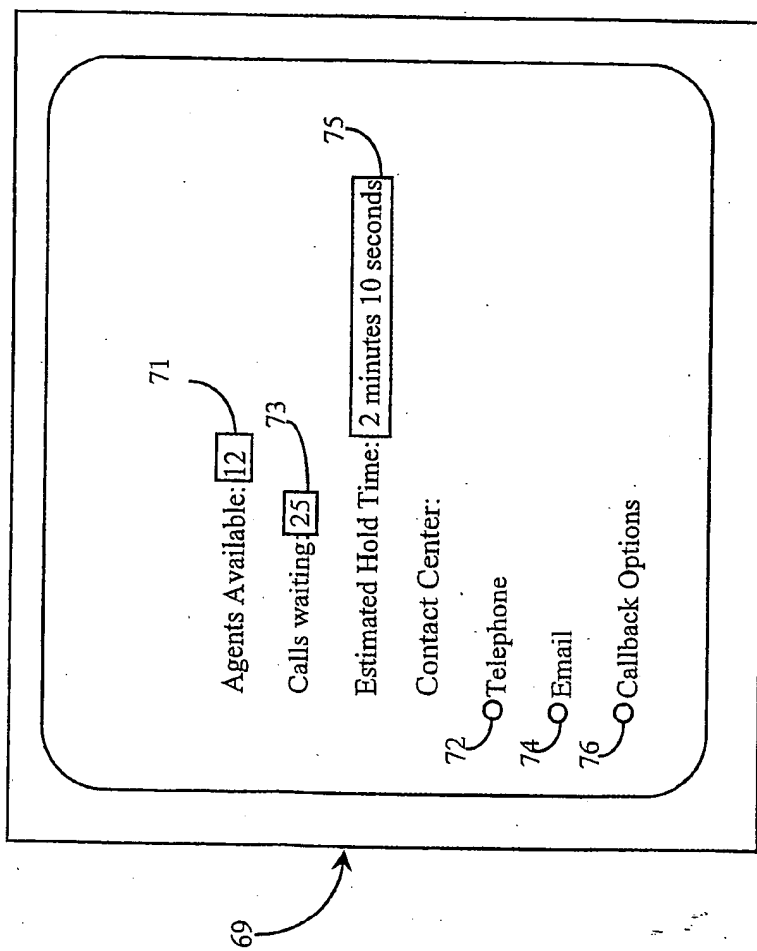 71
Agents Available: 12
73
Calls waiting: 25
75
Estimated Hold Time: 2 minutes 10 seconds
Contact Center:
72 Telephone
74 Email
76 Callback Options
69